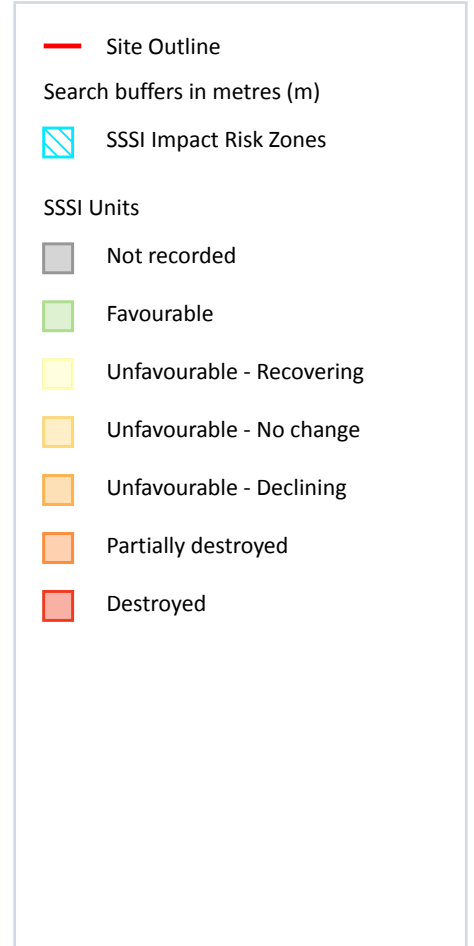 Site Outline
Search buffers in metres (m)
SSSI Impact Risk Zones
SSSI Units
Not recorded
Favourable
Unfavourable - Recovering
Unfavourable - No change
Unfavourable - Declining
Partially destroyed
Destroyed